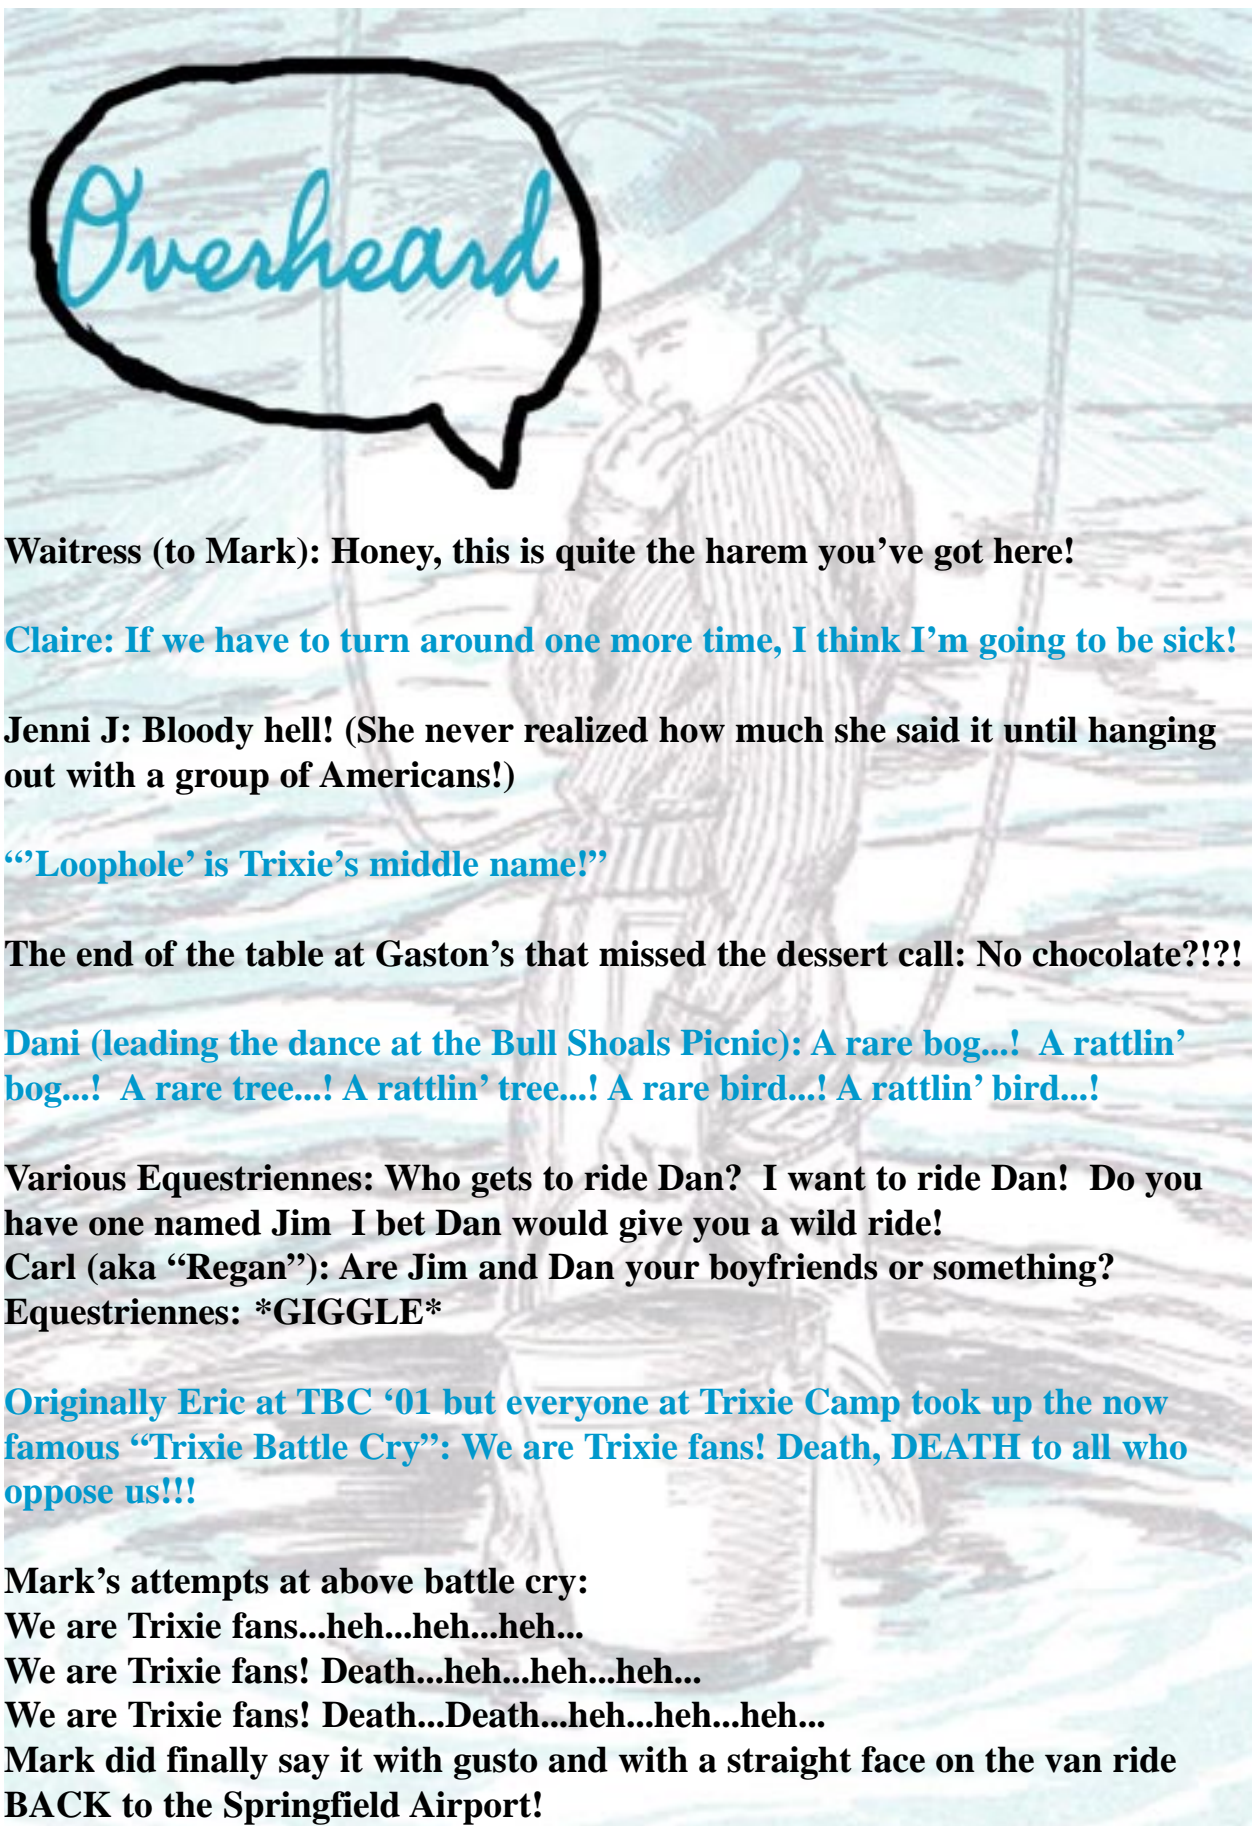 Overheard
Waitress (to Mark): Honey, this is quite the harem you’ve got here!
Claire: If we have to turn around one more time, I think I’m going to be sick!
Jenni J: Bloody hell! (She never realized how much she said it until hanging
out with a group of Americans!)
“’Loophole’ is Trixie’s middle name!”
The end of the table at Gaston’s that missed the dessert call: No chocolate?!?!
Dani (leading the dance at the Bull Shoals Picnic): A rare bog...!  A rattlin’
bog...!  A rare tree...! A rattlin’ tree...! A rare bird...! A rattlin’ bird...!
Various Equestriennes: Who gets to ride Dan?  I want to ride Dan!  Do you
have one named Jim  I bet Dan would give you a wild ride!
Carl (aka “Regan”): Are Jim and Dan your boyfriends or something?
Equestriennes: *GIGGLE*
Originally Eric at TBC ‘01 but everyone at Trixie Camp took up the now
famous “Trixie Battle Cry”: We are Trixie fans! Death, DEATH to all who
oppose us!!!
Mark’s attempts at above battle cry:
We are Trixie fans...heh...heh...heh...
We are Trixie fans! Death...heh...heh...heh...
We are Trixie fans! Death...Death...heh...heh...heh...
Mark did finally say it with gusto and with a straight face on the van ride
BACK to the Springfield Airport!